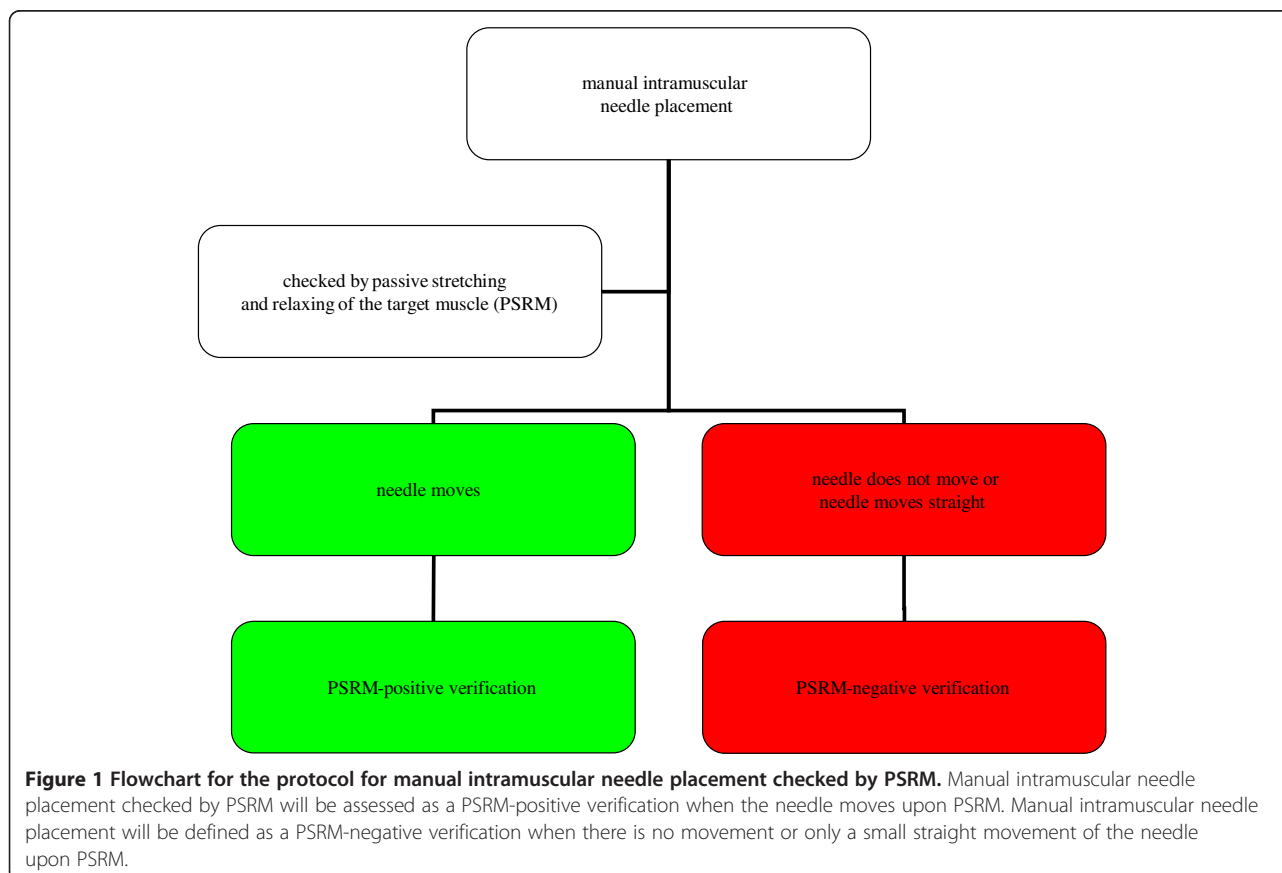 manual intramuscular
needle placement
checked by passive stretching
and relaxing of the target muscle (PSRM)
needle moves
needle does not move or
needle moves straight
PSRM-positive verification
PSRM-negative verification
Figure 1 Flowchart for the protocol for manual intramuscular needle placement checked by PSRM. Manual intramuscular needle
placement checked by PSRM will be assessed as a PSRM-positive verification when the needle moves upon PSRM. Manual intramuscular needle
placement will be defined as a PSRM-negative verification when there is no movement or only a small straight movement of the needle
upon PSRM.